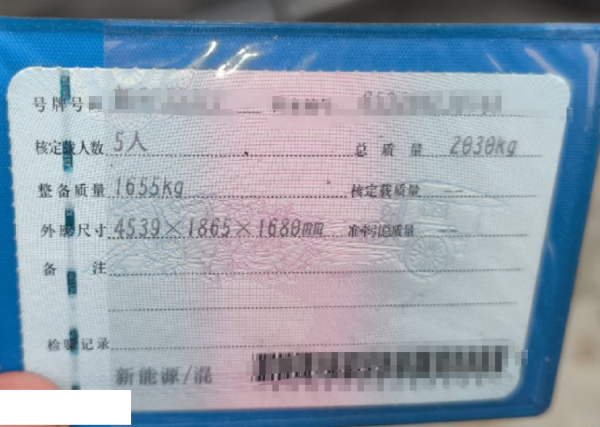 号牌号
核定载人数 5人 总质量 2030kg
整备质量 1655kg 核定载质量 --
外廓尺寸 4539×1865×1680mm 准牵引总质量 --
备注
检验记录
新能源/混